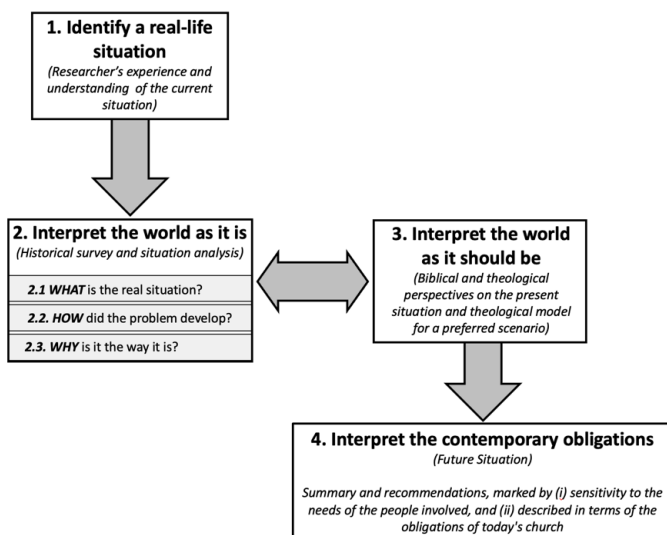 1. Identify a real-life
situation
(Researcher's experience and
understanding of the current
situation)
2. Interpret the world as it is
(Historical survey and situation analysis)
2.1 WHAT is the real situation?
2.2. HOW did the problem develop?
2.3. WHY is it the way it is?
3. Interpret the world
as it should be
(Biblical and theological
perspectives on the present
situation and theological model
for a preferred scenario)
4. Interpret the contemporary obligations
(Future Situation)
Summary and recommendations, marked by (i) sensitivity to the
needs of the people involved, and (ii) described in terms of the
obligations of today's church